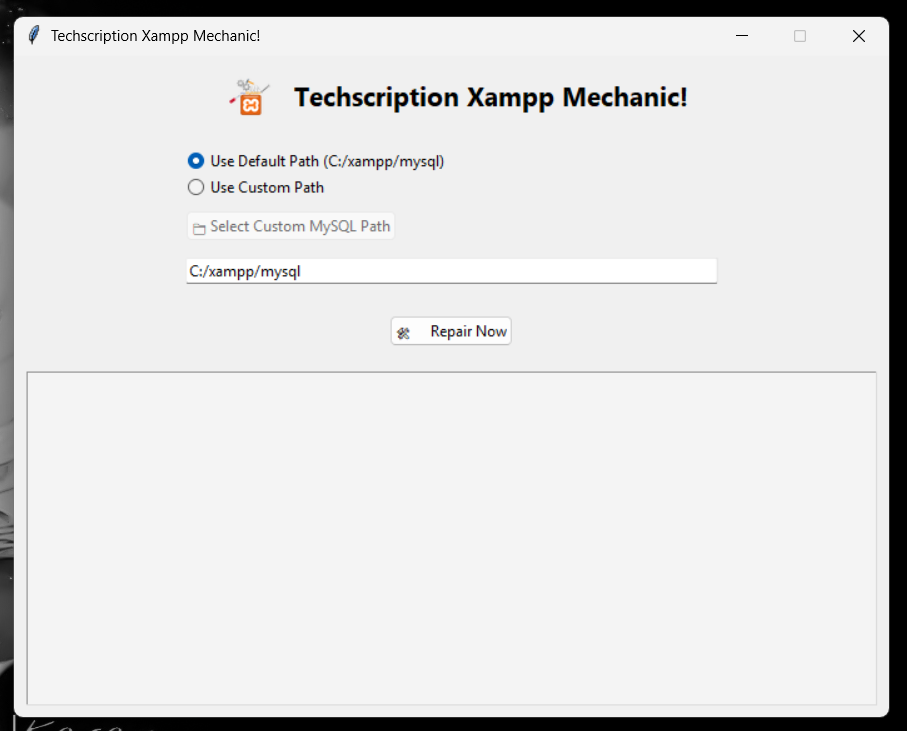 Techscription Xampp Mechanic!
Techscription Xampp Mechanic!
Use Default Path (C:/xampp/mysql)
Use Custom Path
Select Custom MySQL Path
C:/xampp/mysql
Repair Now